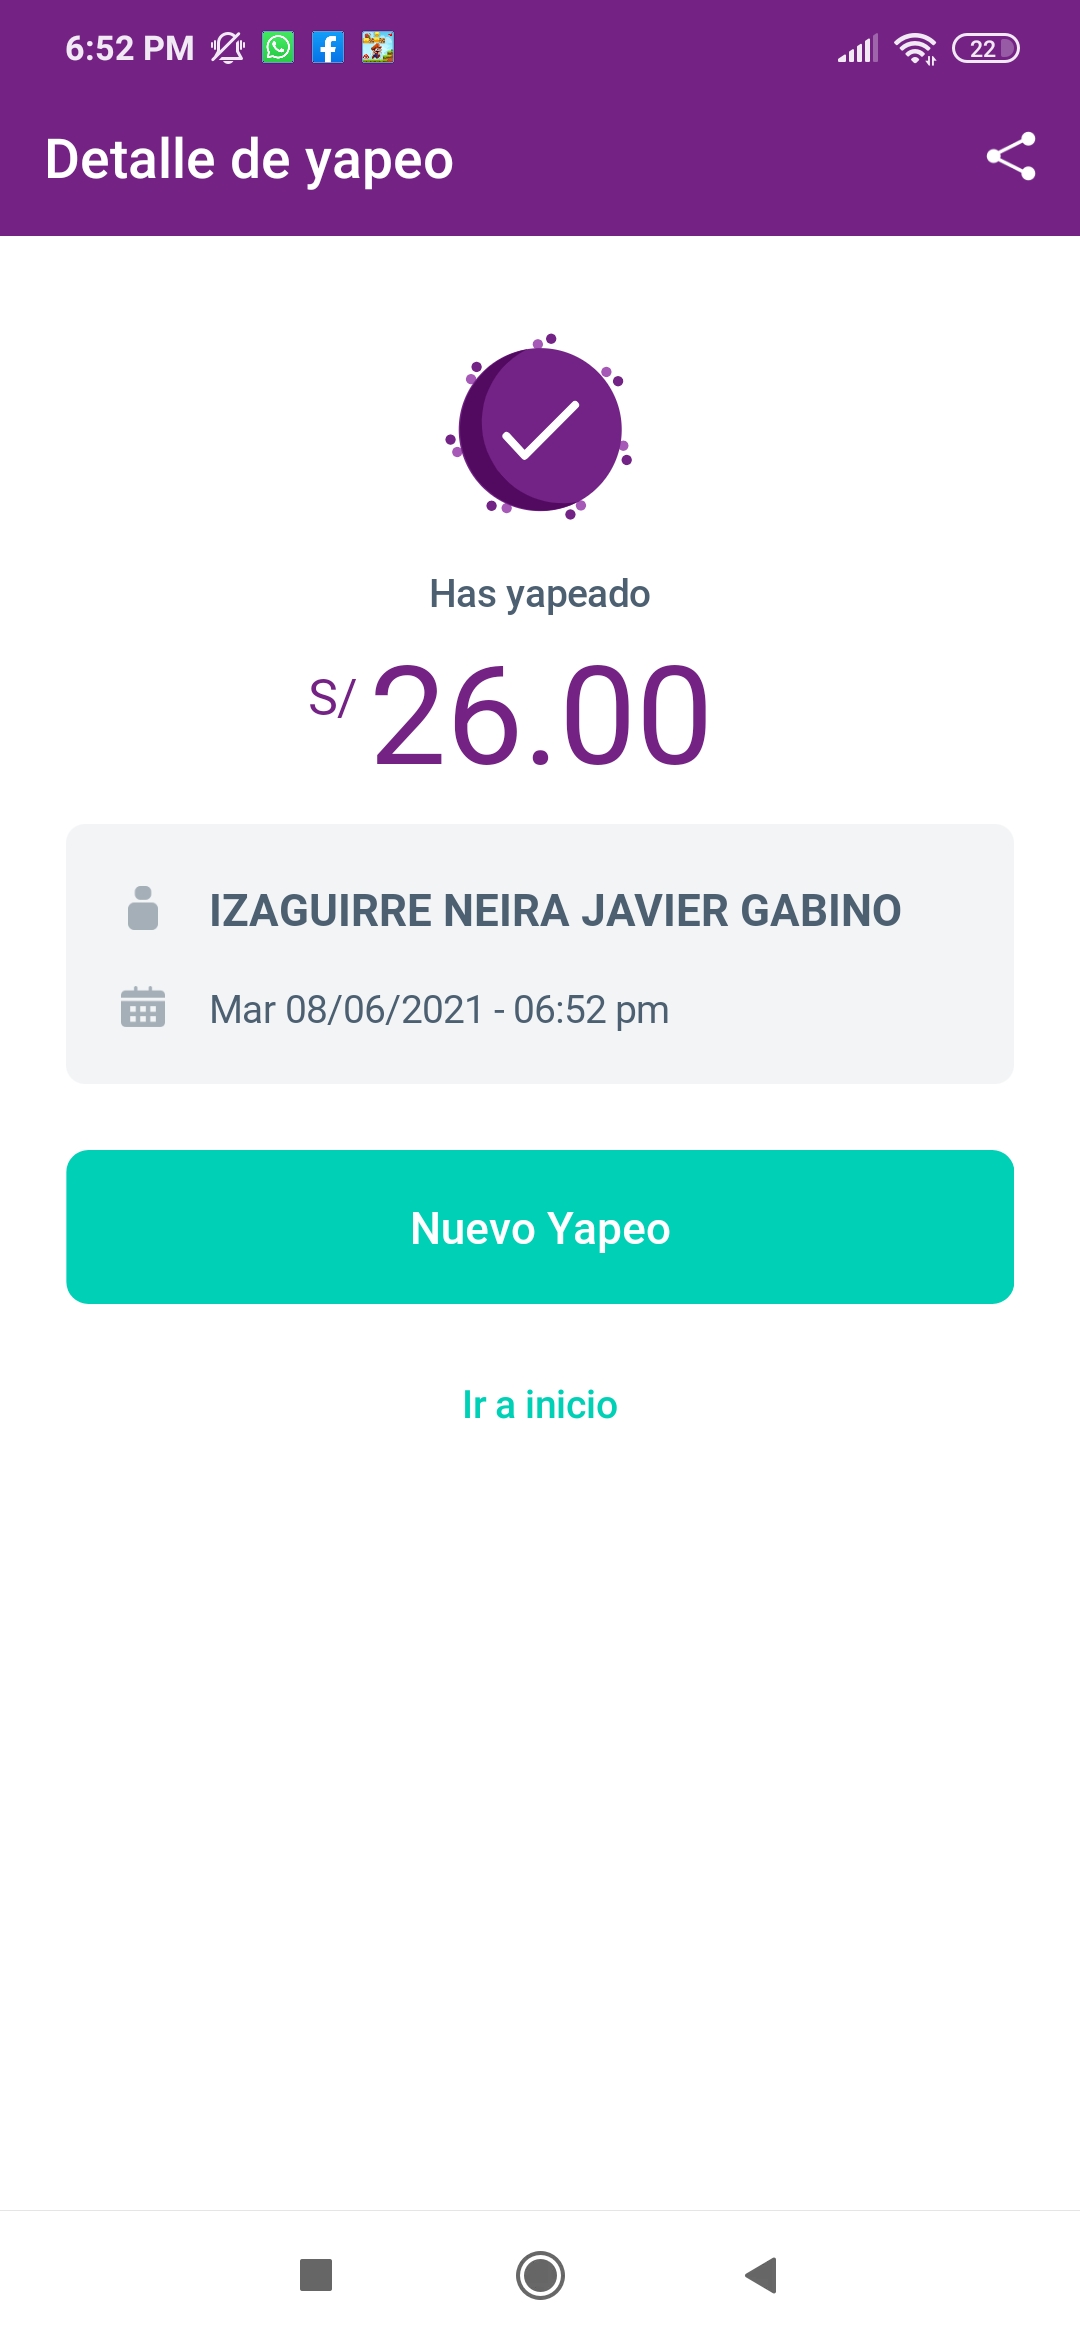 6:52 PM
22
Detalle de yapeo
Has yapeado
S/ 26.00
IZAGUIRRE NEIRA JAVIER GABINO
Mar 08/06/2021 - 06:52 pm
Nuevo Yapeo
Ir a inicio